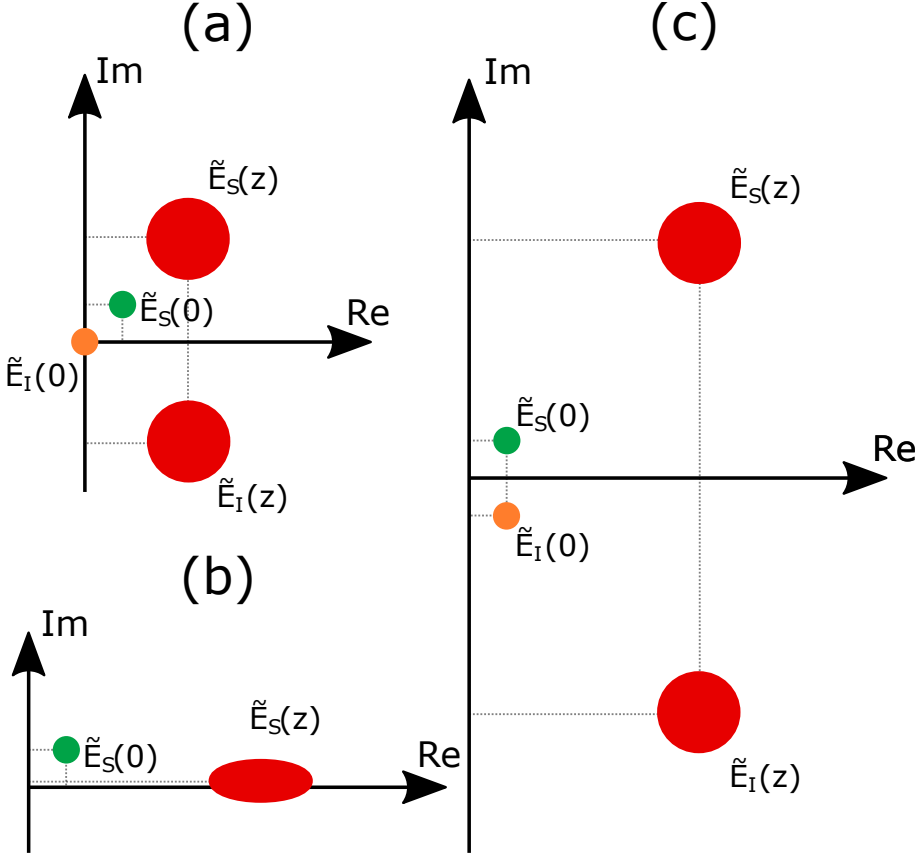 (a)
Im
Ẽ_S(z)
Ẽ_S(0)
Re
Ẽ_I(0)
Ẽ_I(z)
(b)
Im
Ẽ_S(z)
Ẽ_S(0)
Re
(c)
Im
Ẽ_S(z)
Ẽ_S(0)
Re
Ẽ_I(0)
Ẽ_I(z)